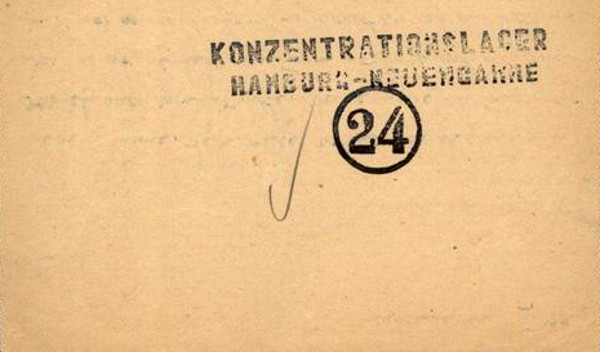 KONZENTRATIONSLAGER
HAMBURG-NEUENGAMME
24